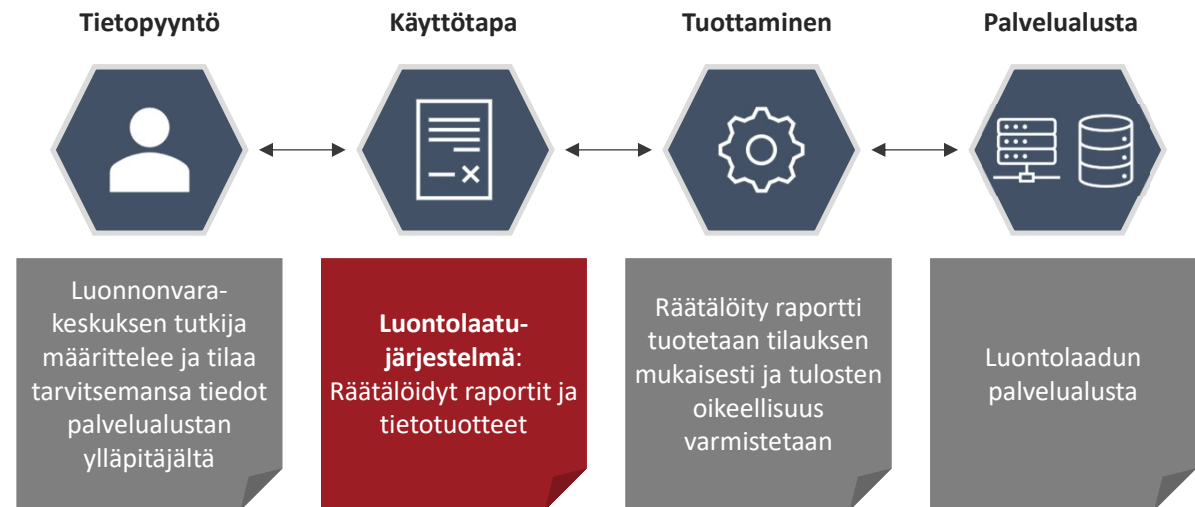 Tietopyyntö
Käyttötapa
Tuottaminen
Palvelualusta
Luonnonvara-
keskuksen tutkija
määrittelee ja tilaa
tarvitsemansa tiedot
palvelualustan
ylläpitäjältä
Luontolaatu-
järjestelmä:
Räätälöidyt raportit ja
tietotuotteet
Räätälöity raportti
tuotetaan tilauksen
mukaisesti ja tulosten
oikeellisuus
varmistetaan
Luontolaadun
palvelualusta